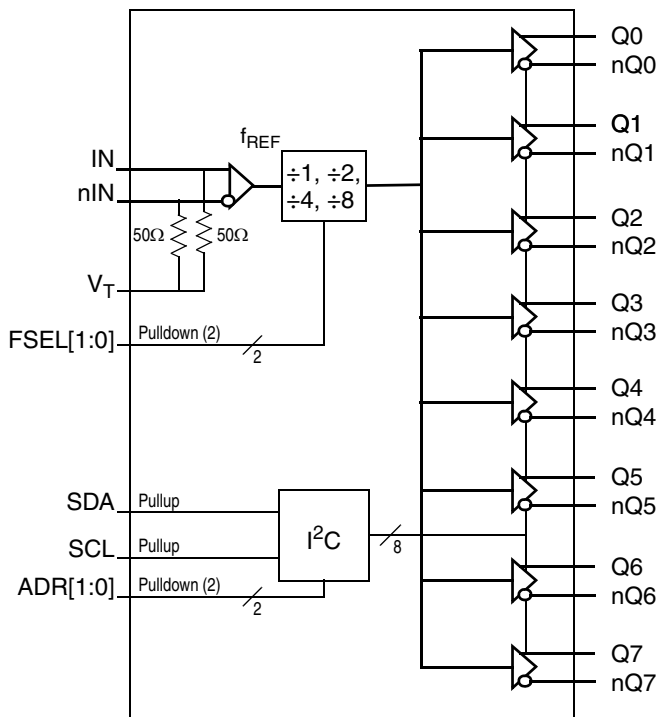 Q0
nQ0
Q1
nQ1
f_REF
IN
÷1, ÷2,
÷4, ÷8
nIN
50Ω
50Ω
Q2
nQ2
V_T
Q3
nQ3
FSEL[1:0]
Pulldown (2)
2
Q4
nQ4
Q5
nQ5
SDA
Pullup
I²C
8
SCL
Pullup
Q6
nQ6
ADR[1:0]
Pulldown (2)
2
Q7
nQ7